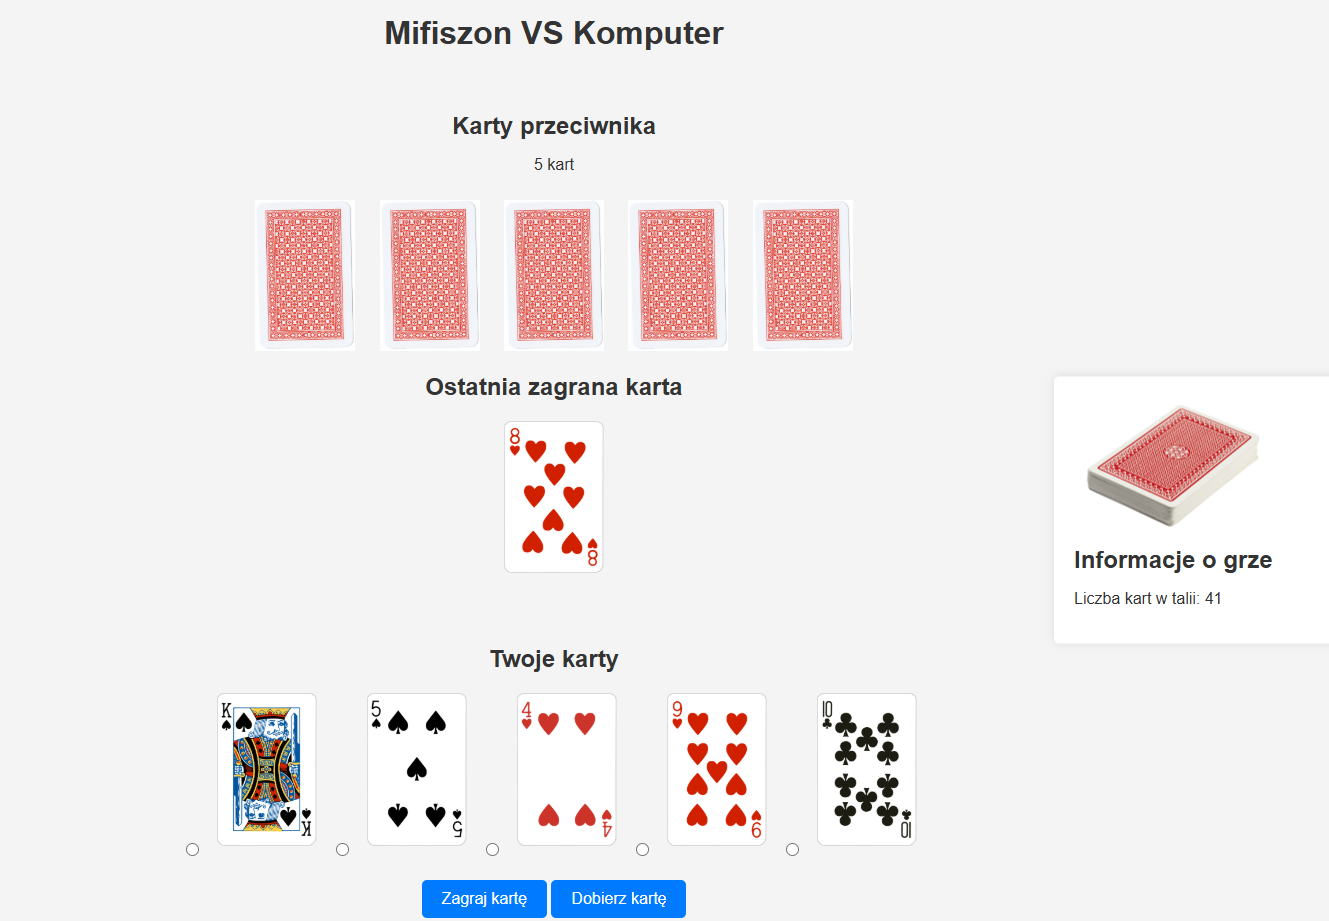 Mifiszon VS Komputer
Karty przeciwnika
5 kart
Ostatnia zagrana karta
8
8
Informacje o grze
Liczba kart w talii: 41
Twoje karty
K
K
5
5
4
4
9
9
10
10
Zagraj kartę
Dobierz kartę